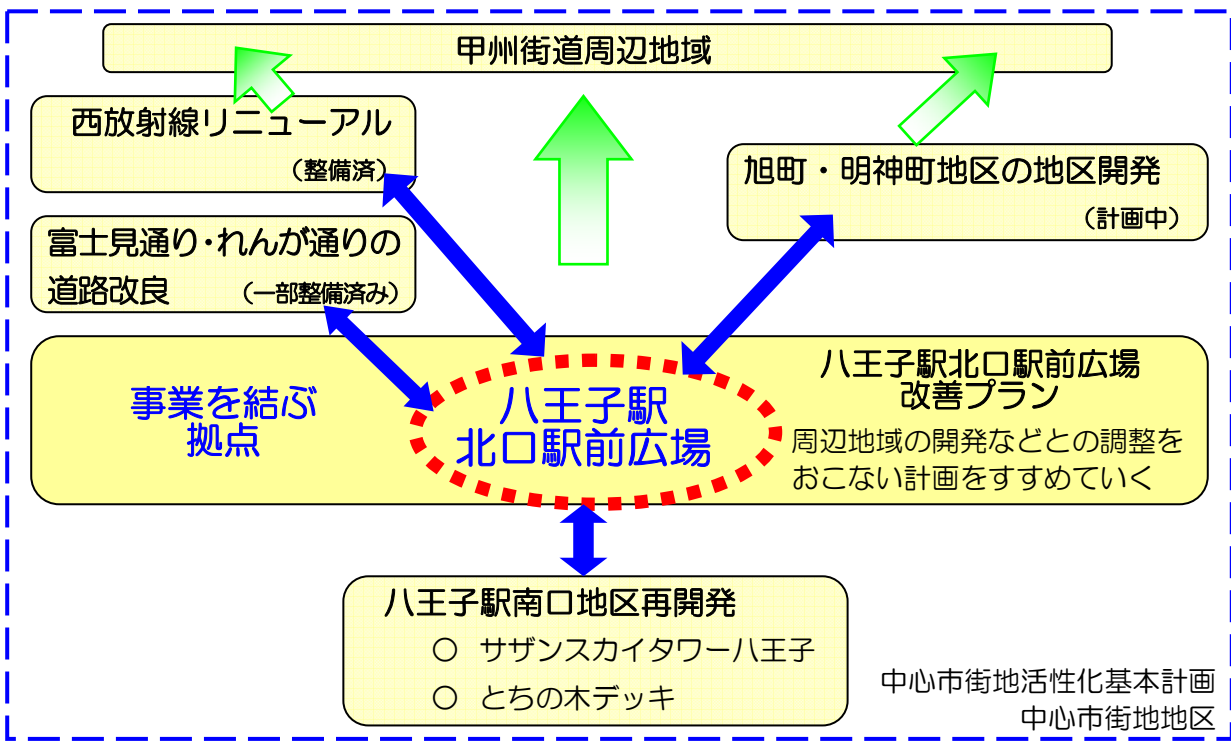 甲州街道周辺地域
西放射線リニューアル
(整備済)
旭町・明神町地区の地区開発
(計画中)
富士見通り・れんが通りの
道路改良 (一部整備済み)
事業を結ぶ
拠点
八王子駅
北口駅前広場
八王子駅北口駅前広場
改善プラン
周辺地域の開発などとの調整を
おこない計画をすすめていく
八王子駅南口地区再開発
○ サザンスカイタワー八王子
○ とちの木デッキ
中心市街地活性化基本計画
中心市街地地区